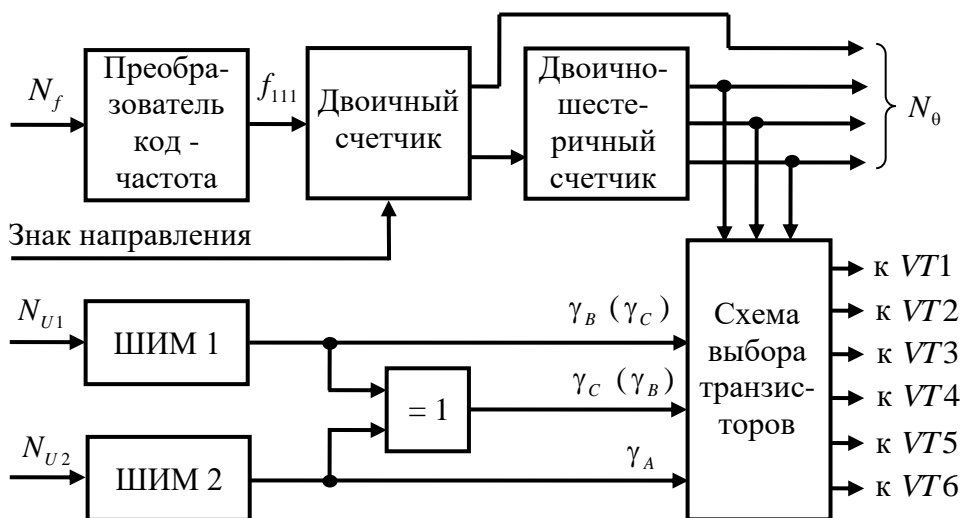 N_f
Преобра-
зователь
код -
частота
f_111
Двоичный
счетчик
Двоично-
шесте-
ричный
счетчик
N_θ
Знак направления
N_U1
ШИМ 1
γ_B (γ_C)
= 1
γ_C (γ_B)
N_U2
ШИМ 2
γ_A
Схема
выбора
транзис-
торов
к VT1
к VT2
к VT3
к VT4
к VT5
к VT6